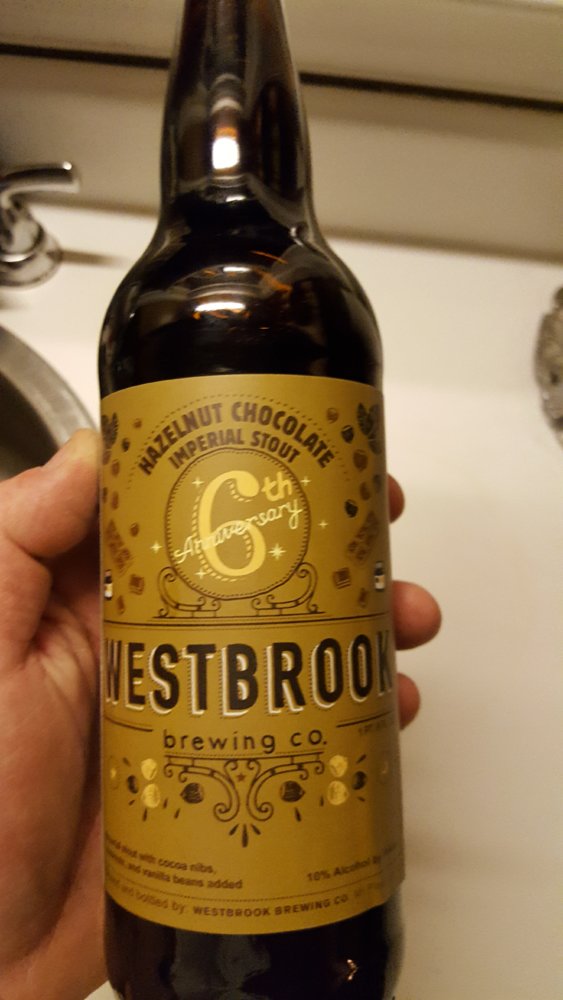 HAZELNUT CHOCOLATE
IMPERIAL STOUT
6th
Anniversary
WESTBROOK
brewing co.
stout with cocoa nibs,
and vanilla beans added
10% Alcohol by
and bottled by: WESTBROOK BREWING CO.